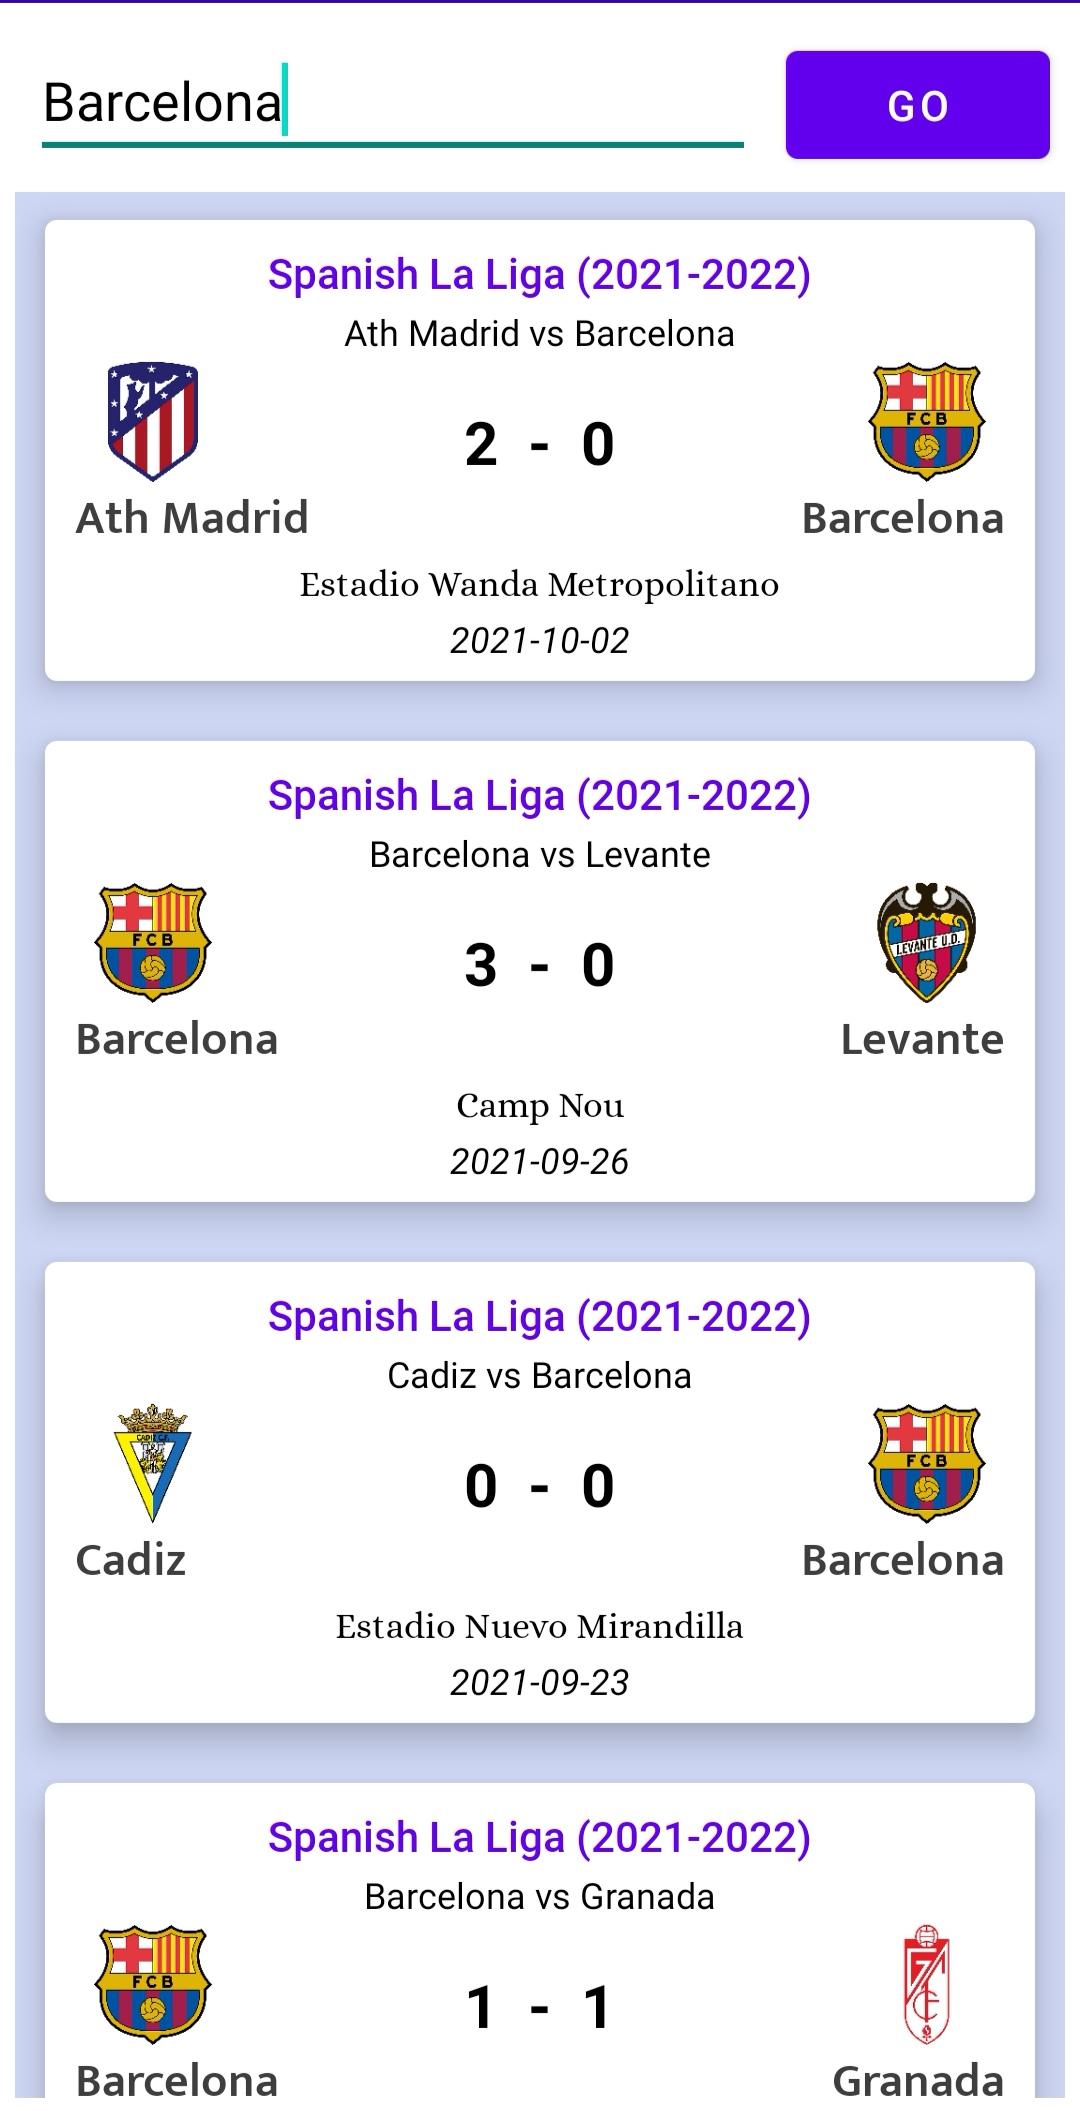 Barcelona
GO
Spanish La Liga (2021-2022)
Ath Madrid vs Barcelona
FCB
2 - 0
Ath Madrid
Barcelona
Estadio Wanda Metropolitano
2021-10-02
Spanish La Liga (2021-2022)
Barcelona vs Levante
FCB
LEVANTE U.D.
3 - 0
Barcelona
Levante
Camp Nou
2021-09-26
Spanish La Liga (2021-2022)
Cadiz vs Barcelona
CADIZ C.F.
FCB
0 - 0
Cadiz
Barcelona
Estadio Nuevo Mirandilla
2021-09-23
Spanish La Liga (2021-2022)
Barcelona vs Granada
FCB
1 - 1
Barcelona
Granada